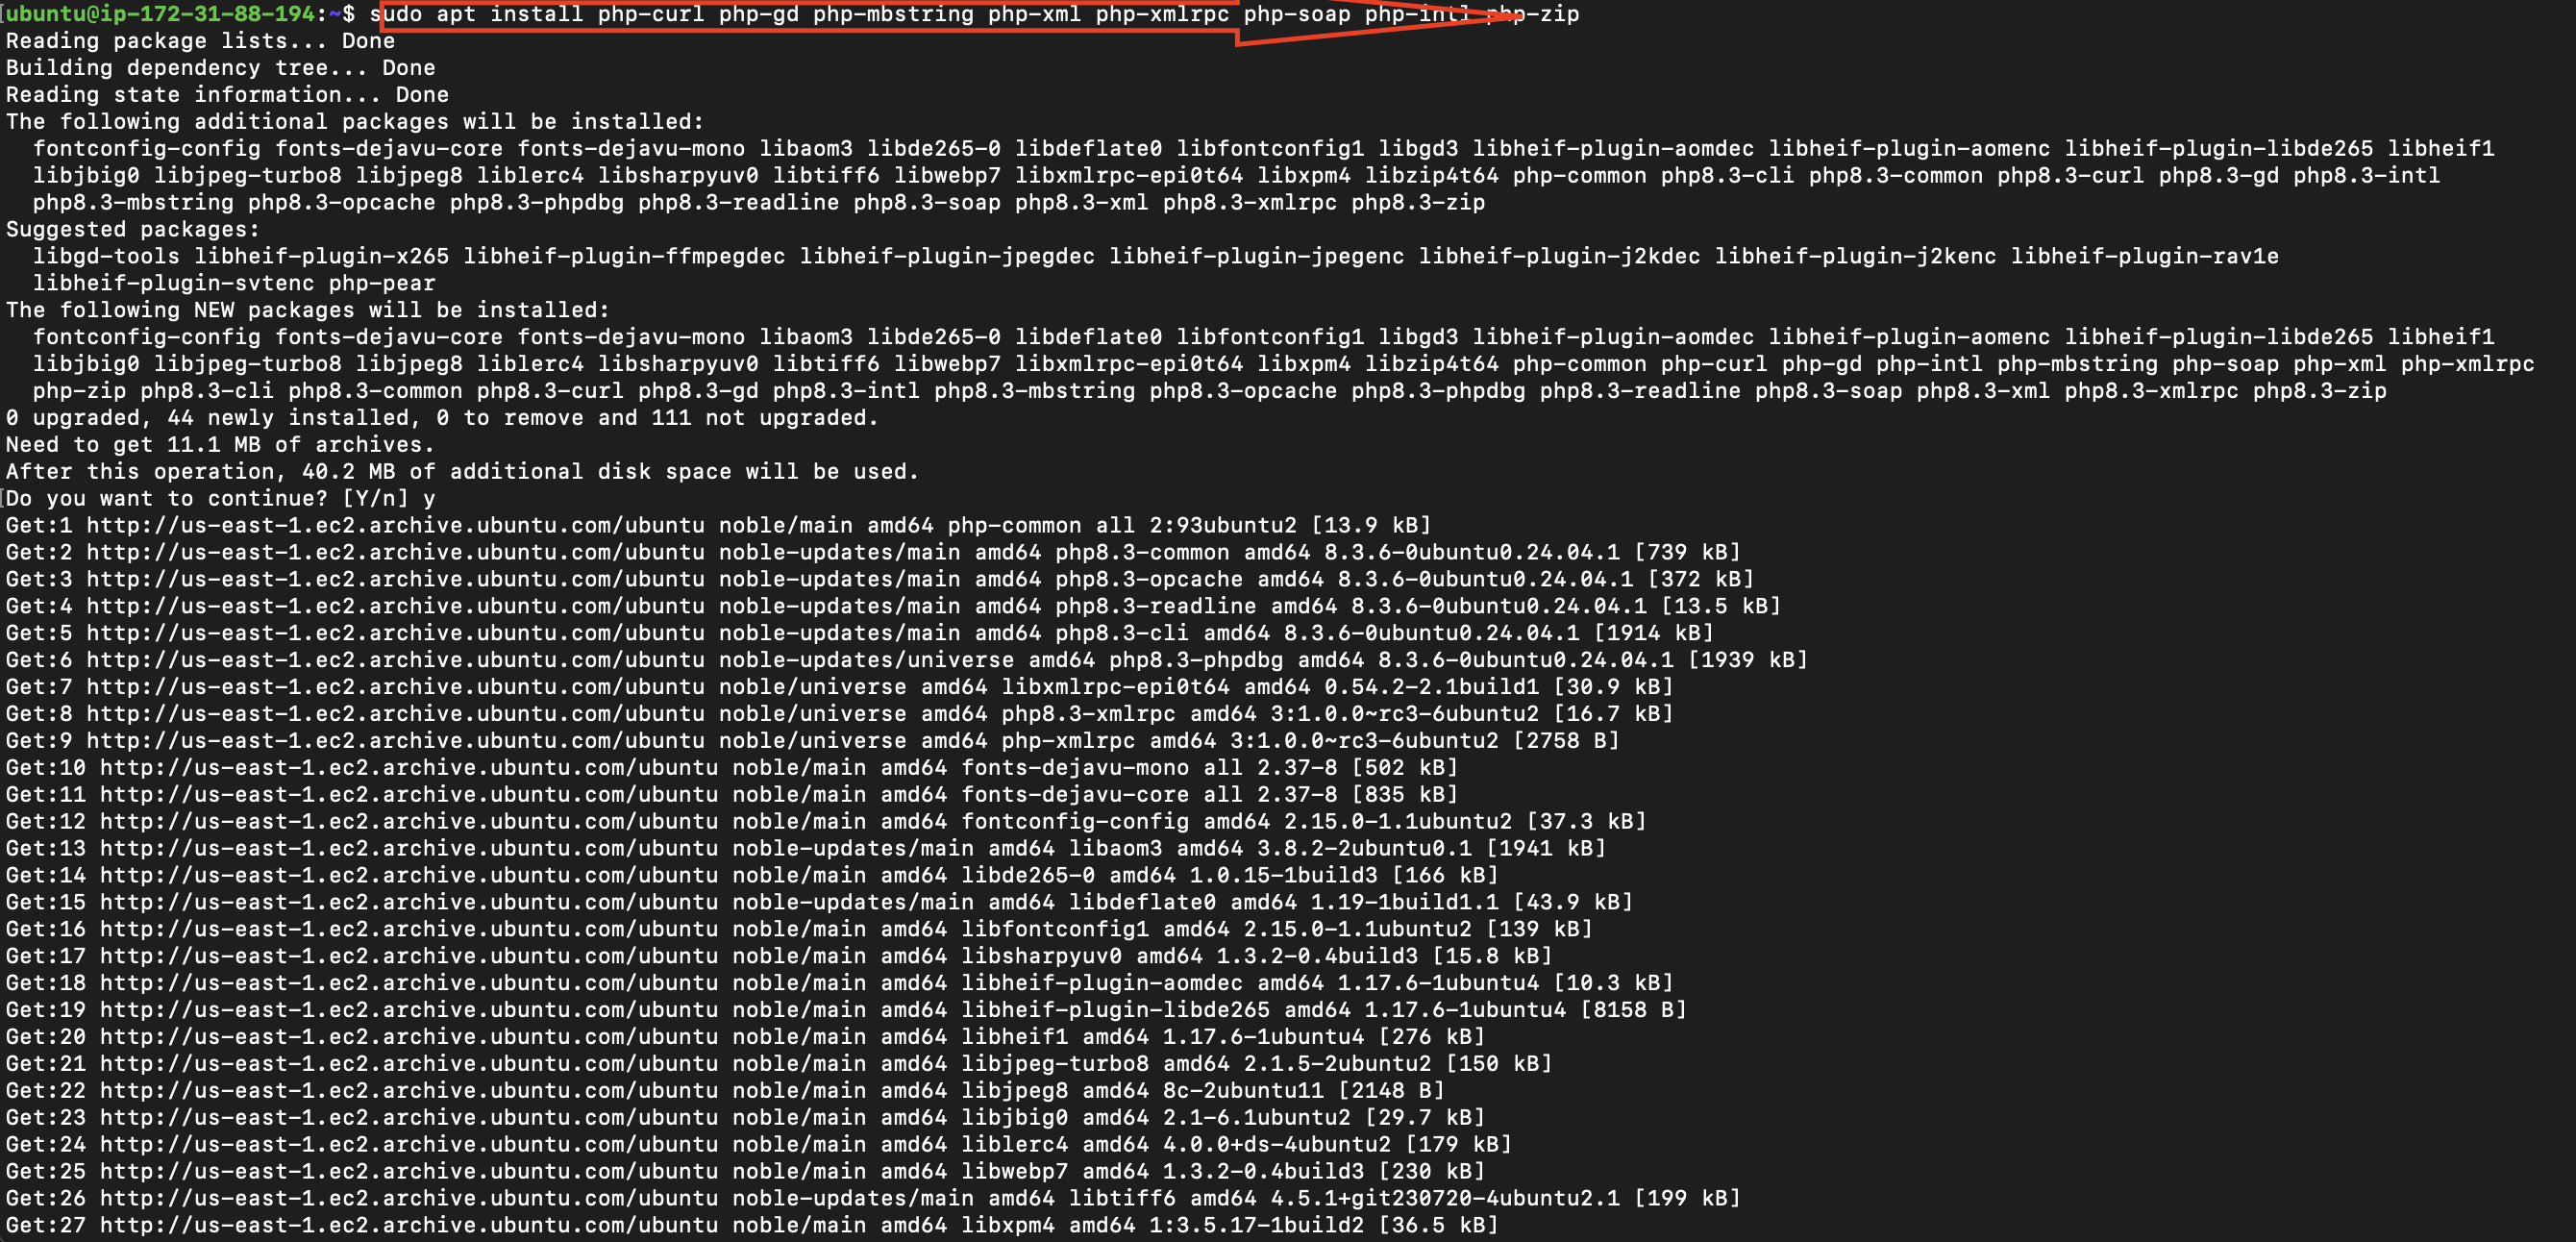 ubuntu@ip-172-31-88-194:~$ sudo apt install php-curl php-gd php-mbstring php-xml php-xmlrpc php-soap php-intl php-zip
Reading package lists... Done
Building dependency tree... Done
Reading state information... Done
The following additional packages will be installed:
  fontconfig-config fonts-dejavu-core fonts-dejavu-mono libaom3 libde265-0 libdeflate0 libfontconfig1 libgd3 libheif-plugin-aomdec libheif-plugin-aomenc libheif-plugin-libde265 libheif1
  libjbig0 libjpeg-turbo8 libjpeg8 liblerc4 libsharpyuv0 libtiff6 libwebp7 libxmlrpc-epi0t64 libxpm4 libzip4t64 php-common php8.3-cli php8.3-common php8.3-curl php8.3-gd php8.3-intl
  php8.3-mbstring php8.3-opcache php8.3-phpdbg php8.3-readline php8.3-soap php8.3-xml php8.3-xmlrpc php8.3-zip
Suggested packages:
  libgd-tools libheif-plugin-x265 libheif-plugin-ffmpegdec libheif-plugin-jpegdec libheif-plugin-jpegenc libheif-plugin-j2kdec libheif-plugin-j2kenc libheif-plugin-rav1e
  libheif-plugin-svtenc php-pear
The following NEW packages will be installed:
  fontconfig-config fonts-dejavu-core fonts-dejavu-mono libaom3 libde265-0 libdeflate0 libfontconfig1 libgd3 libheif-plugin-aomdec libheif-plugin-aomenc libheif-plugin-libde265 libheif1
  libjbig0 libjpeg-turbo8 libjpeg8 liblerc4 libsharpyuv0 libtiff6 libwebp7 libxmlrpc-epi0t64 libxpm4 libzip4t64 php-common php-curl php-gd php-intl php-mbstring php-soap php-xml php-xmlrpc
  php-zip php8.3-cli php8.3-common php8.3-curl php8.3-gd php8.3-intl php8.3-mbstring php8.3-opcache php8.3-phpdbg php8.3-readline php8.3-soap php8.3-xml php8.3-xmlrpc php8.3-zip
0 upgraded, 44 newly installed, 0 to remove and 111 not upgraded.
Need to get 11.1 MB of archives.
After this operation, 40.2 MB of additional disk space will be used.
Do you want to continue? [Y/n] y
Get:1 http://us-east-1.ec2.archive.ubuntu.com/ubuntu noble/main amd64 php-common all 2:93ubuntu2 [13.9 kB]
Get:2 http://us-east-1.ec2.archive.ubuntu.com/ubuntu noble-updates/main amd64 php8.3-common amd64 8.3.6-0ubuntu0.24.04.1 [739 kB]
Get:3 http://us-east-1.ec2.archive.ubuntu.com/ubuntu noble-updates/main amd64 php8.3-opcache amd64 8.3.6-0ubuntu0.24.04.1 [372 kB]
Get:4 http://us-east-1.ec2.archive.ubuntu.com/ubuntu noble-updates/main amd64 php8.3-readline amd64 8.3.6-0ubuntu0.24.04.1 [13.5 kB]
Get:5 http://us-east-1.ec2.archive.ubuntu.com/ubuntu noble-updates/main amd64 php8.3-cli amd64 8.3.6-0ubuntu0.24.04.1 [1914 kB]
Get:6 http://us-east-1.ec2.archive.ubuntu.com/ubuntu noble-updates/universe amd64 php8.3-phpdbg amd64 8.3.6-0ubuntu0.24.04.1 [1939 kB]
Get:7 http://us-east-1.ec2.archive.ubuntu.com/ubuntu noble/universe amd64 libxmlrpc-epi0t64 amd64 0.54.2-2.1build1 [30.9 kB]
Get:8 http://us-east-1.ec2.archive.ubuntu.com/ubuntu noble/universe amd64 php8.3-xmlrpc amd64 3:1.0.0~rc3-6ubuntu2 [16.7 kB]
Get:9 http://us-east-1.ec2.archive.ubuntu.com/ubuntu noble/universe amd64 php-xmlrpc amd64 3:1.0.0~rc3-6ubuntu2 [2758 B]
Get:10 http://us-east-1.ec2.archive.ubuntu.com/ubuntu noble/main amd64 fonts-dejavu-mono all 2.37-8 [502 kB]
Get:11 http://us-east-1.ec2.archive.ubuntu.com/ubuntu noble/main amd64 fonts-dejavu-core all 2.37-8 [835 kB]
Get:12 http://us-east-1.ec2.archive.ubuntu.com/ubuntu noble/main amd64 fontconfig-config amd64 2.15.0-1.1ubuntu2 [37.3 kB]
Get:13 http://us-east-1.ec2.archive.ubuntu.com/ubuntu noble-updates/main amd64 libaom3 amd64 3.8.2-2ubuntu0.1 [1941 kB]
Get:14 http://us-east-1.ec2.archive.ubuntu.com/ubuntu noble/main amd64 libde265-0 amd64 1.0.15-1build3 [166 kB]
Get:15 http://us-east-1.ec2.archive.ubuntu.com/ubuntu noble-updates/main amd64 libdeflate0 amd64 1.19-1build1.1 [43.9 kB]
Get:16 http://us-east-1.ec2.archive.ubuntu.com/ubuntu noble/main amd64 libfontconfig1 amd64 2.15.0-1.1ubuntu2 [139 kB]
Get:17 http://us-east-1.ec2.archive.ubuntu.com/ubuntu noble/main amd64 libsharpyuv0 amd64 1.3.2-0.4build3 [15.8 kB]
Get:18 http://us-east-1.ec2.archive.ubuntu.com/ubuntu noble/main amd64 libheif-plugin-aomdec amd64 1.17.6-1ubuntu4 [10.3 kB]
Get:19 http://us-east-1.ec2.archive.ubuntu.com/ubuntu noble/main amd64 libheif-plugin-libde265 amd64 1.17.6-1ubuntu4 [8158 B]
Get:20 http://us-east-1.ec2.archive.ubuntu.com/ubuntu noble/main amd64 libheif1 amd64 1.17.6-1ubuntu4 [276 kB]
Get:21 http://us-east-1.ec2.archive.ubuntu.com/ubuntu noble/main amd64 libjpeg-turbo8 amd64 2.1.5-2ubuntu2 [150 kB]
Get:22 http://us-east-1.ec2.archive.ubuntu.com/ubuntu noble/main amd64 libjpeg8 amd64 8c-2ubuntu11 [2148 B]
Get:23 http://us-east-1.ec2.archive.ubuntu.com/ubuntu noble/main amd64 libjbig0 amd64 2.1-6.1ubuntu2 [29.7 kB]
Get:24 http://us-east-1.ec2.archive.ubuntu.com/ubuntu noble/main amd64 liblerc4 amd64 4.0.0+ds-4ubuntu2 [179 kB]
Get:25 http://us-east-1.ec2.archive.ubuntu.com/ubuntu noble/main amd64 libwebp7 amd64 1.3.2-0.4build3 [230 kB]
Get:26 http://us-east-1.ec2.archive.ubuntu.com/ubuntu noble-updates/main amd64 libtiff6 amd64 4.5.1+git230720-4ubuntu2.1 [199 kB]
Get:27 http://us-east-1.ec2.archive.ubuntu.com/ubuntu noble/main amd64 libxpm4 amd64 1:3.5.17-1build2 [36.5 kB]